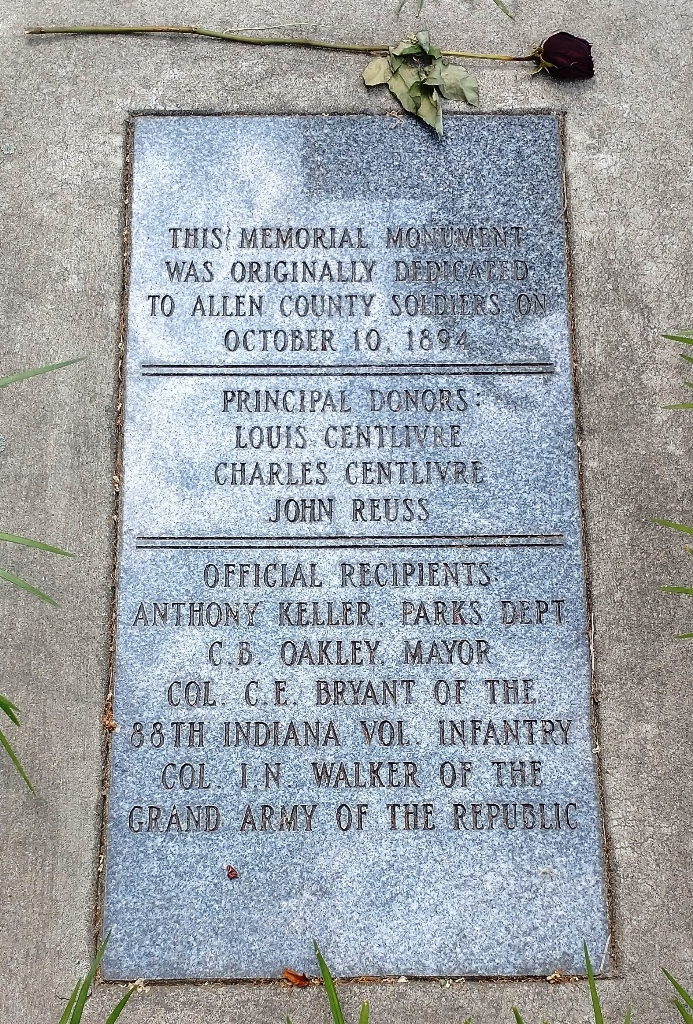 THIS MEMORIAL MONUMENT
WAS ORIGINALLY DEDICATED
TO ALLEN COUNTY SOLDIERS ON
OCTOBER 10, 1894
PRINCIPAL DONORS:
LOUIS CENTLIVRE
CHARLES CENTLIVRE
JOHN REUSS
OFFICIAL RECIPIENTS:
ANTHONY KELLER, PARKS DEPT
C.B. OAKLEY, MAYOR
COL. C.E. BRYANT OF THE
88TH INDIANA VOL. INFANTRY
COL. I.N. WALKER OF THE
GRAND ARMY OF THE REPUBLIC